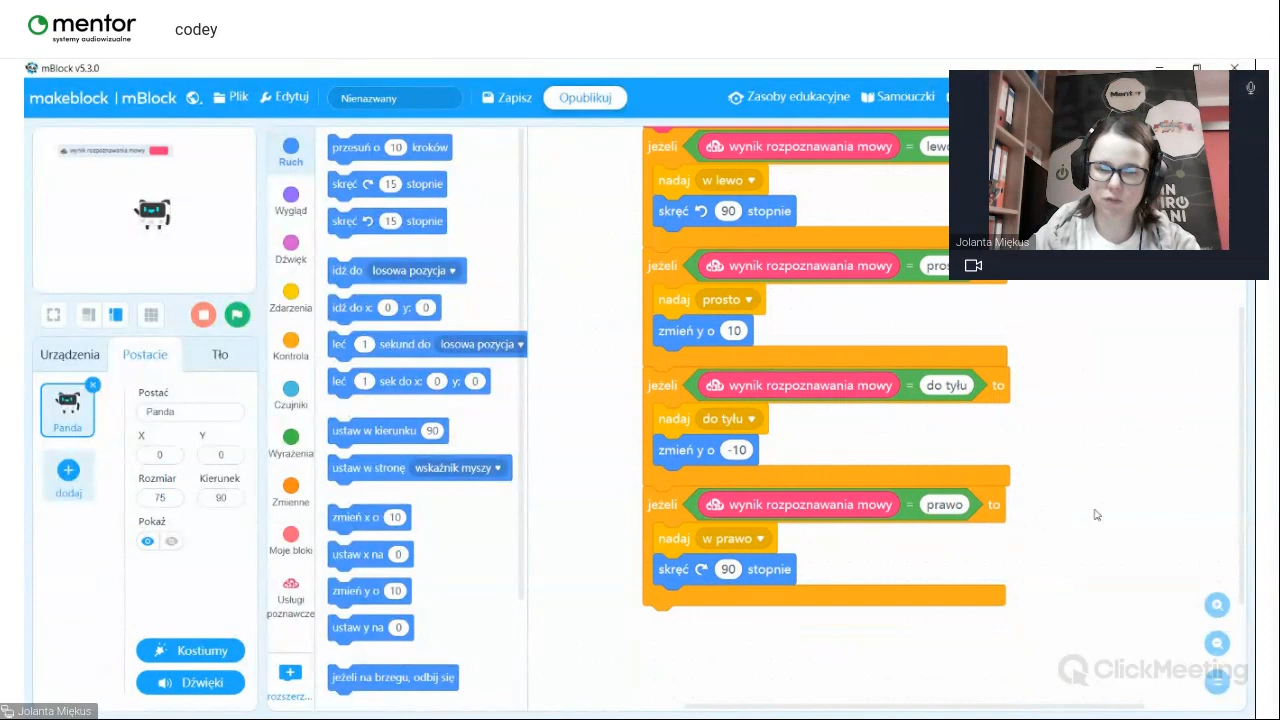 mentor
systemy audiowizualne
codey
mBlock v5.3.0
makeblock | mBlock
Plik
Edytuj
Nienazwany
Zapisz
Opublikuj
Zasoby edukacyjne
Samouczki
wynik rozpoznawania mowy
Urządzenia
Postacie
Tło
Panda
dodaj
Postać
Panda
X
Y
0
0
Rozmiar
Kierunek
75
90
Pokaż
Kostiumy
Dźwięki
Ruch
Wygląd
Dźwięk
Zdarzenia
Kontrola
Czujniki
Wyrażenia
Zmienne
Moje bloki
Usługi
poznawcze
rozszerz...
przesuń o 10 kroków
skręć 15 stopnie
skręć 15 stopnie
idź do losowa pozycja
idź do x: 0 y: 0
leć 1 sekund do losowa pozycja
leć 1 sek do x: 0 y: 0
ustaw w kierunku 90
ustaw w stronę wskaźnik myszy
zmień x o 10
ustaw x na 0
zmień y o 10
ustaw y na 0
jeżeli na brzegu, odbij się
jeżeli wynik rozpoznawania mowy = lewo
nadaj w lewo
skręć 90 stopnie
jeżeli wynik rozpoznawania mowy = pros
nadaj prosto
zmień y o 10
jeżeli wynik rozpoznawania mowy = do tyłu to
nadaj do tyłu
zmień y o -10
jeżeli wynik rozpoznawania mowy = prawo to
nadaj w prawo
skręć 90 stopnie
Mentor
Jolanta Miękus
ClickMeeting
Jolanta Miękus